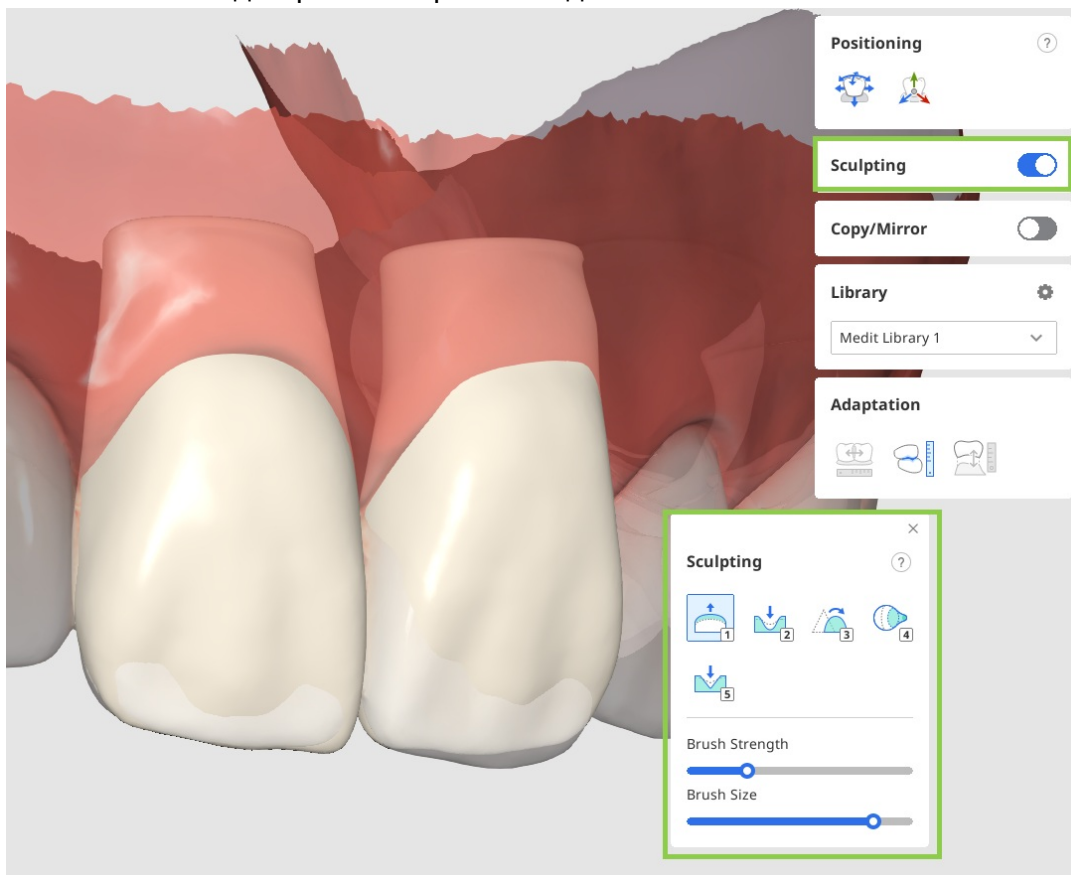 Positioning
?
Sculpting
Copy/Mirror
Library
Medit Library 1
Adaptation
Sculpting
?
1
2
3
4
5
Brush Strength
Brush Size